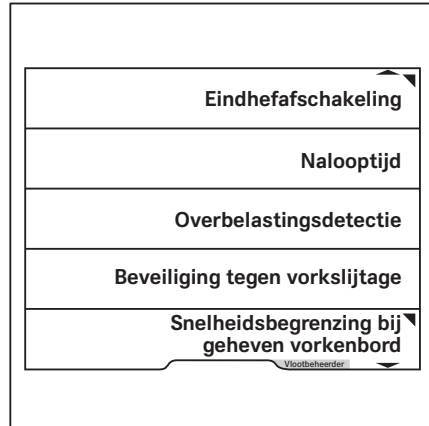 Eindhefafschakeling
Nalooptijd
Overbelastingsdetectie
Beveiliging tegen vorkslijtage
Snelheidsbegrenzing bij
geheven vorkenbord
Vlootbeheerder